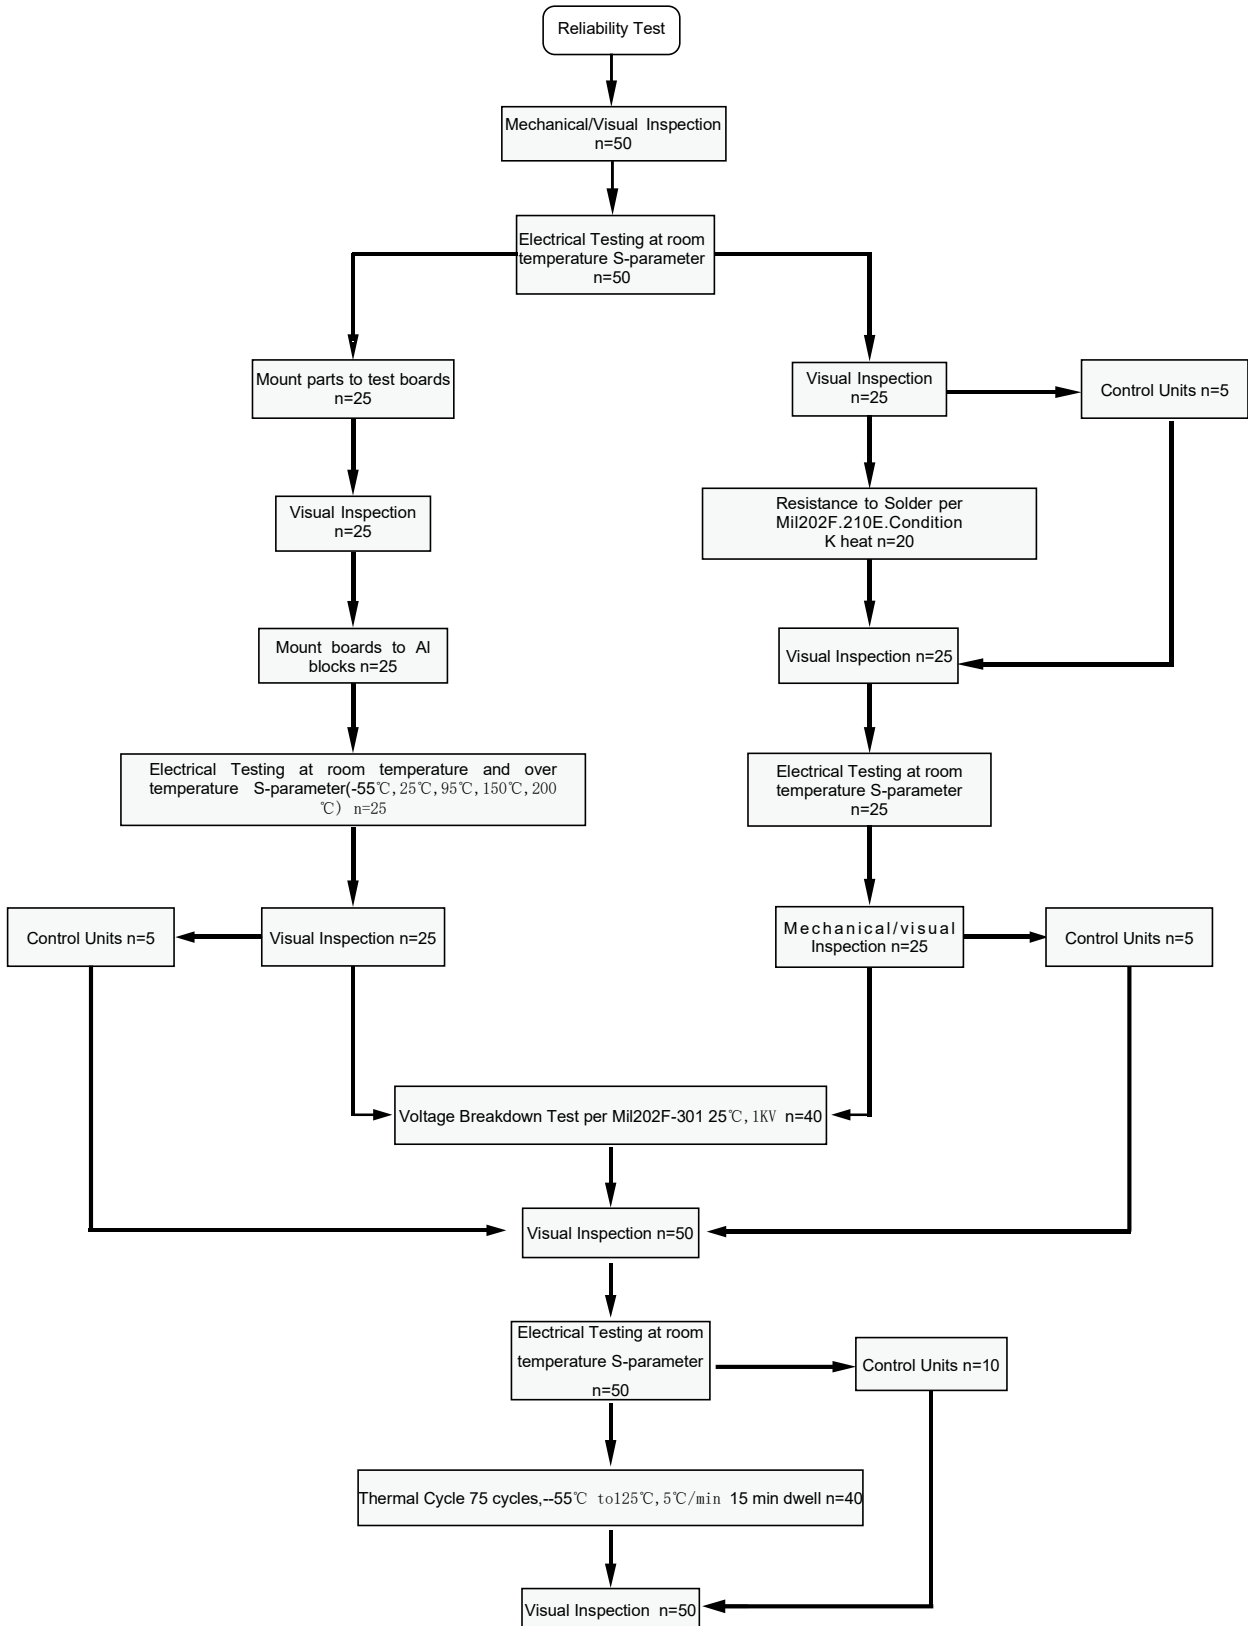 Reliability Test
Mechanical/Visual Inspection
n=50
Electrical Testing at room
temperature S-parameter
n=50
Mount parts to test boards
n=25
Visual Inspection
n=25
Control Units n=5
Visual Inspection
n=25
Resistance to Solder per
Mil202F.210E.Condition
K heat n=20
Mount boards to Al
blocks n=25
Visual Inspection n=25
Electrical Testing at room temperature and over
temperature S-parameter(-55℃,25℃,95℃,150℃,200
℃) n=25
Electrical Testing at room
temperature S-parameter
n=25
Control Units n=5
Visual Inspection n=25
Mechanical/visual
Inspection n=25
Control Units n=5
Voltage Breakdown Test per Mil202F-301 25℃,1KV n=40
Visual Inspection n=50
Electrical Testing at room
temperature S-parameter
n=50
Control Units n=10
Thermal Cycle 75 cycles,--55℃ to125℃,5℃/min 15 min dwell n=40
Visual Inspection n=50